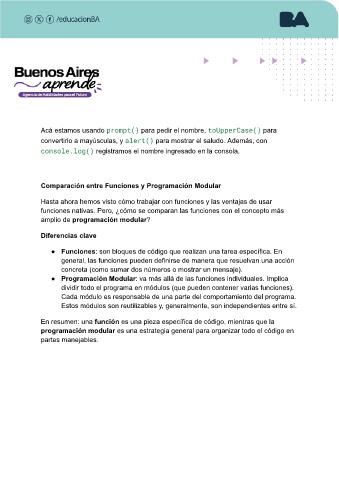 /educacionBA
BA
Buenos Aires
aprende
Agencia de Habilidades para el Futuro
Acá estamos usando prompt() para pedir el nombre, toUpperCase() para
convertirlo a mayúsculas, y alert() para mostrar el saludo. Además, con
console.log() registramos el nombre ingresado en la consola.
Comparación entre Funciones y Programación Modular
Hasta ahora hemos visto cómo trabajar con funciones y las ventajas de usar
funciones nativas. Pero, ¿cómo se comparan las funciones con el concepto más
amplio de programación modular?
Diferencias clave
● Funciones: son bloques de código que realizan una tarea específica. En
general, las funciones pueden definirse de manera que resuelvan una acción
concreta (como sumar dos números o mostrar un mensaje).
● Programación Modular: va más allá de las funciones individuales. Implica
dividir todo el programa en módulos (que pueden contener varias funciones).
Cada módulo es responsable de una parte del comportamiento del programa.
Estos módulos son reutilizables y, generalmente, son independientes entre sí.
En resumen: una función es una pieza específica de código, mientras que la
programación modular es una estrategia general para organizar todo el código en
partes manejables.